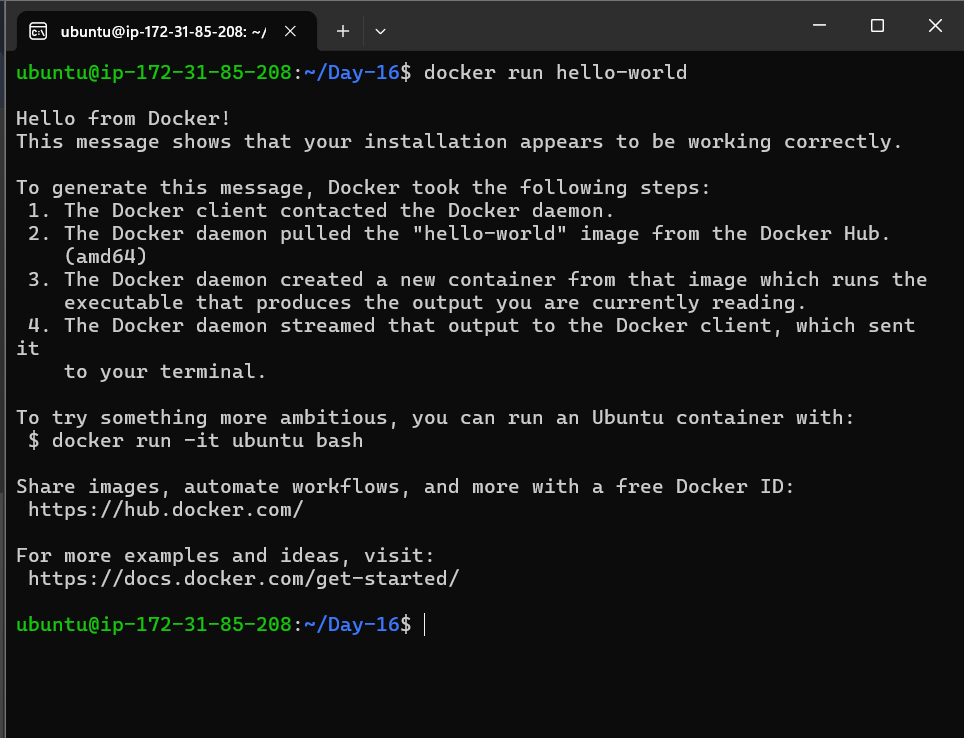 ubuntu@ip-172-31-85-208: ~/
ubuntu@ip-172-31-85-208:~/Day-16$ docker run hello-world
Hello from Docker!
This message shows that your installation appears to be working correctly.
To generate this message, Docker took the following steps:
 1. The Docker client contacted the Docker daemon.
 2. The Docker daemon pulled the "hello-world" image from the Docker Hub.
    (amd64)
 3. The Docker daemon created a new container from that image which runs the
    executable that produces the output you are currently reading.
 4. The Docker daemon streamed that output to the Docker client, which sent
it
    to your terminal.
To try something more ambitious, you can run an Ubuntu container with:
 $ docker run -it ubuntu bash
Share images, automate workflows, and more with a free Docker ID:
 https://hub.docker.com/
For more examples and ideas, visit:
 https://docs.docker.com/get-started/
ubuntu@ip-172-31-85-208:~/Day-16$